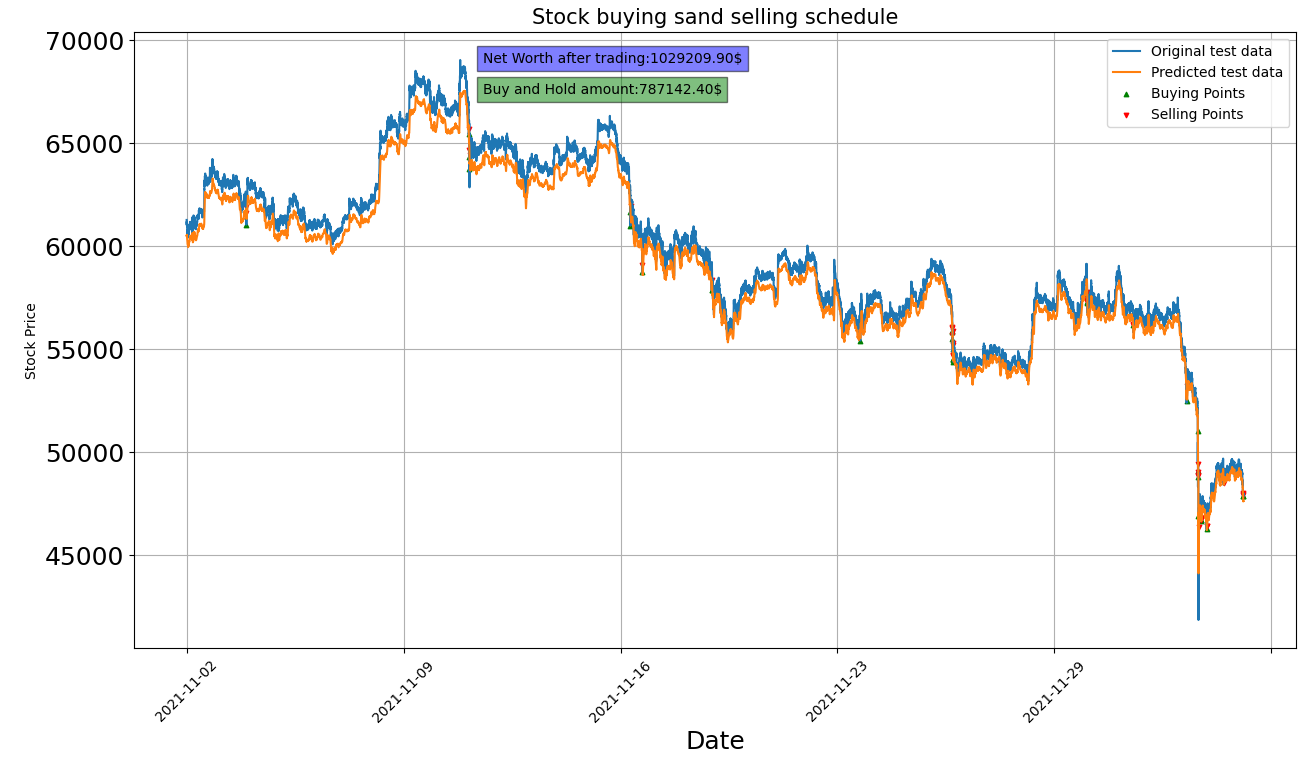 Stock buying sand selling schedule
Net Worth after trading:1029209.90$
Buy and Hold amount:787142.40$
Original test data
Predicted test data
Buying Points
Selling Points
Stock Price
70000
65000
60000
55000
50000
45000
2021-11-02
2021-11-09
2021-11-16
2021-11-23
2021-11-29
Date